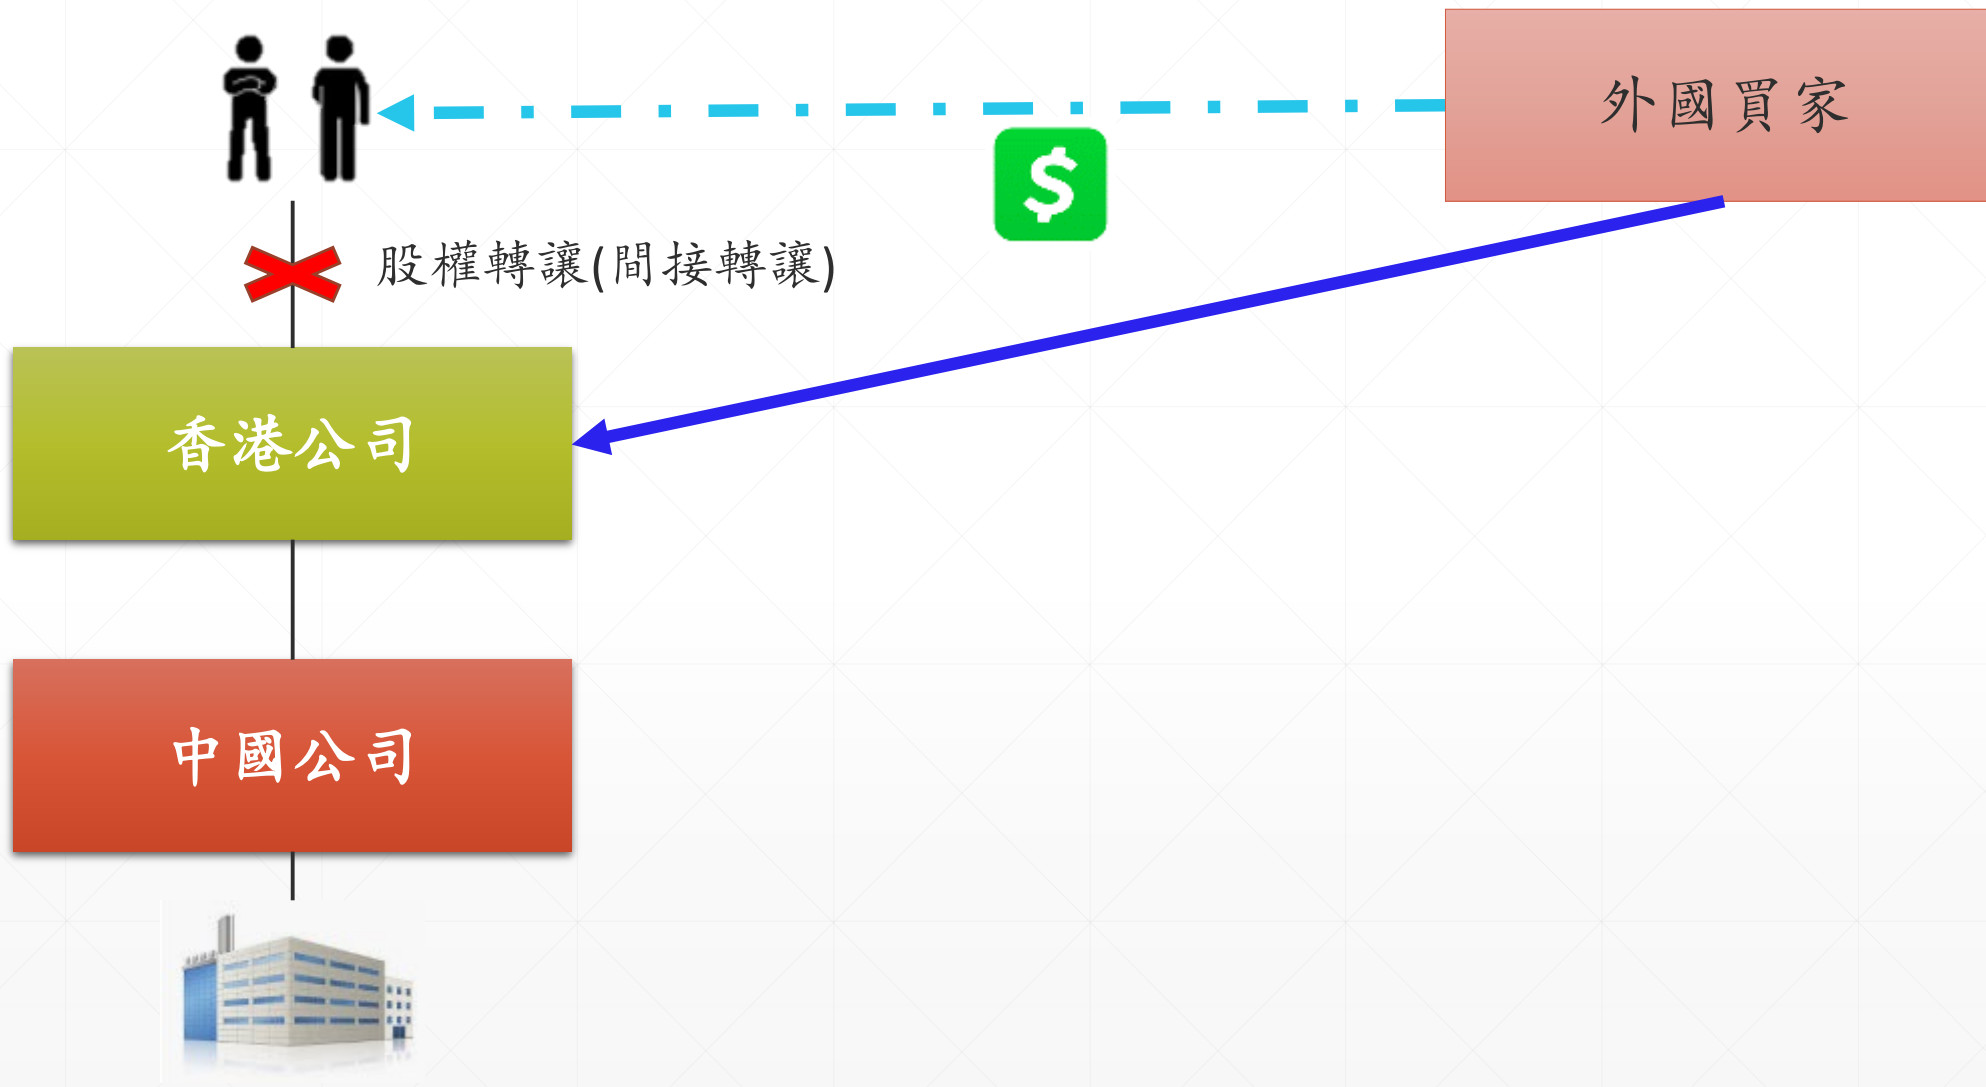 外國買家
$
股權轉讓(間接轉讓)
香港公司
中國公司